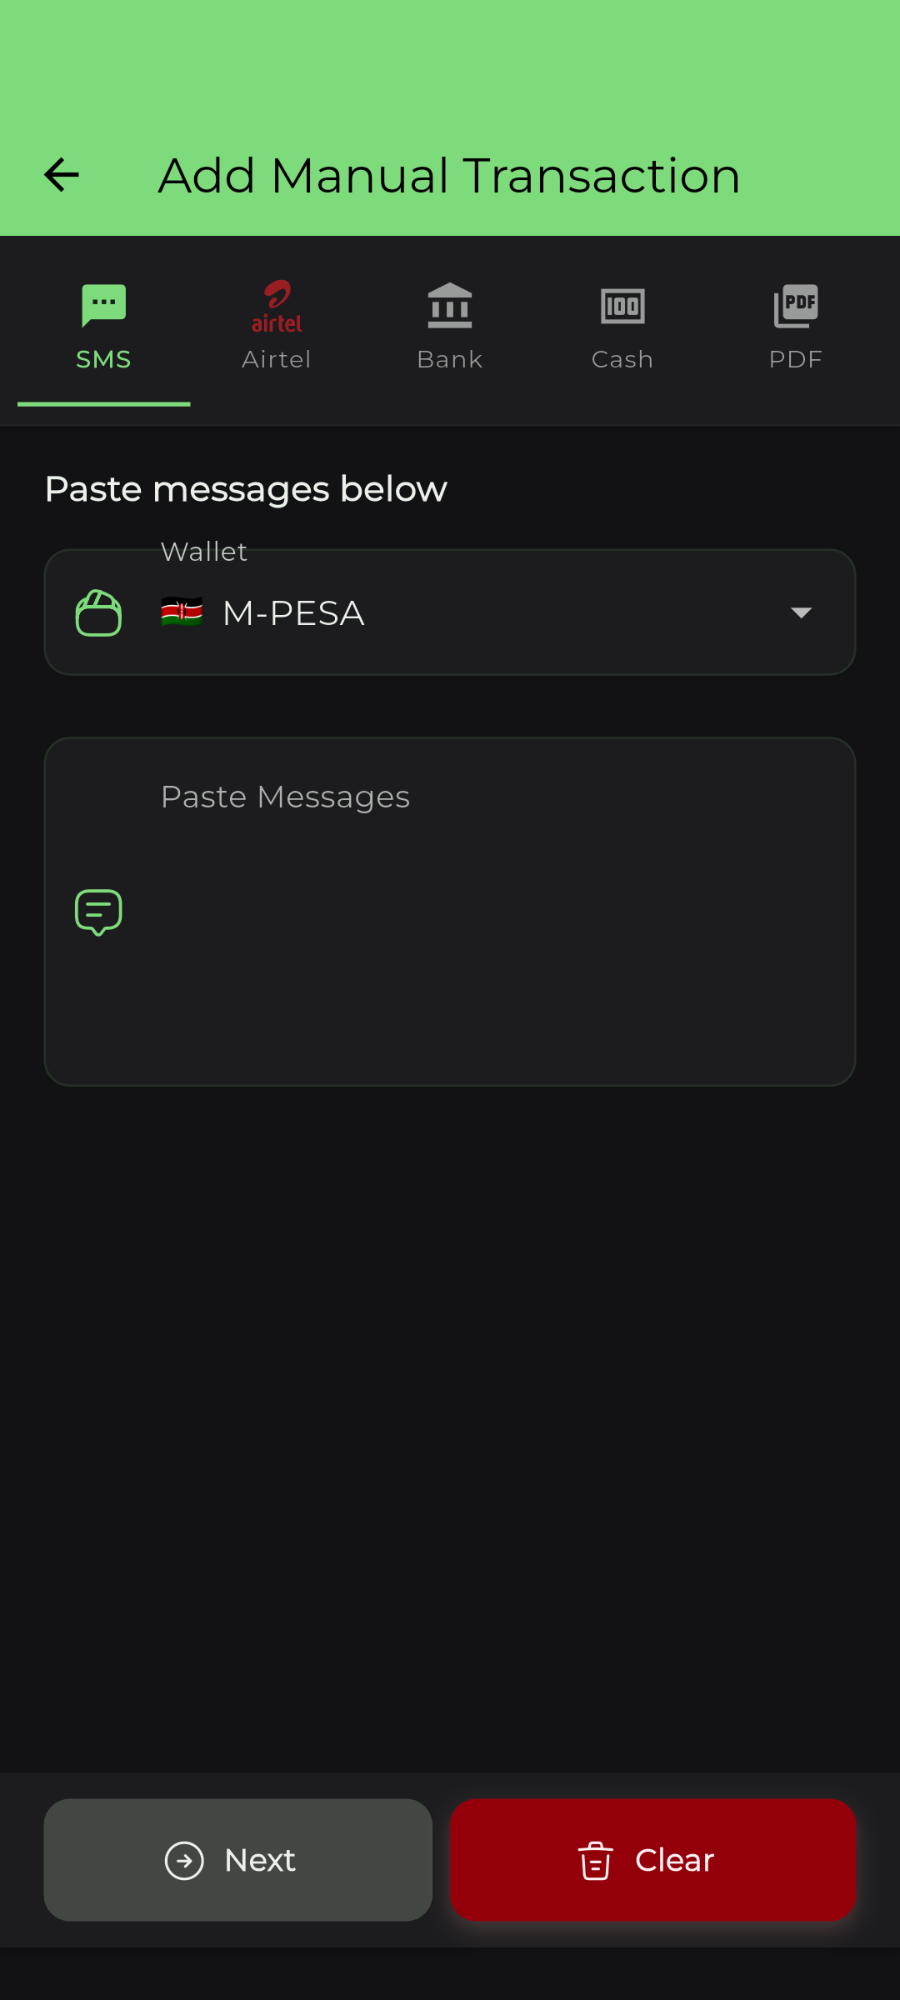 Add Manual Transaction
airtel
PDF
SMS
Airtel
Bank
Cash
PDF
Paste messages below
Wallet
🇰🇪 M-PESA
Paste Messages
Next
Clear